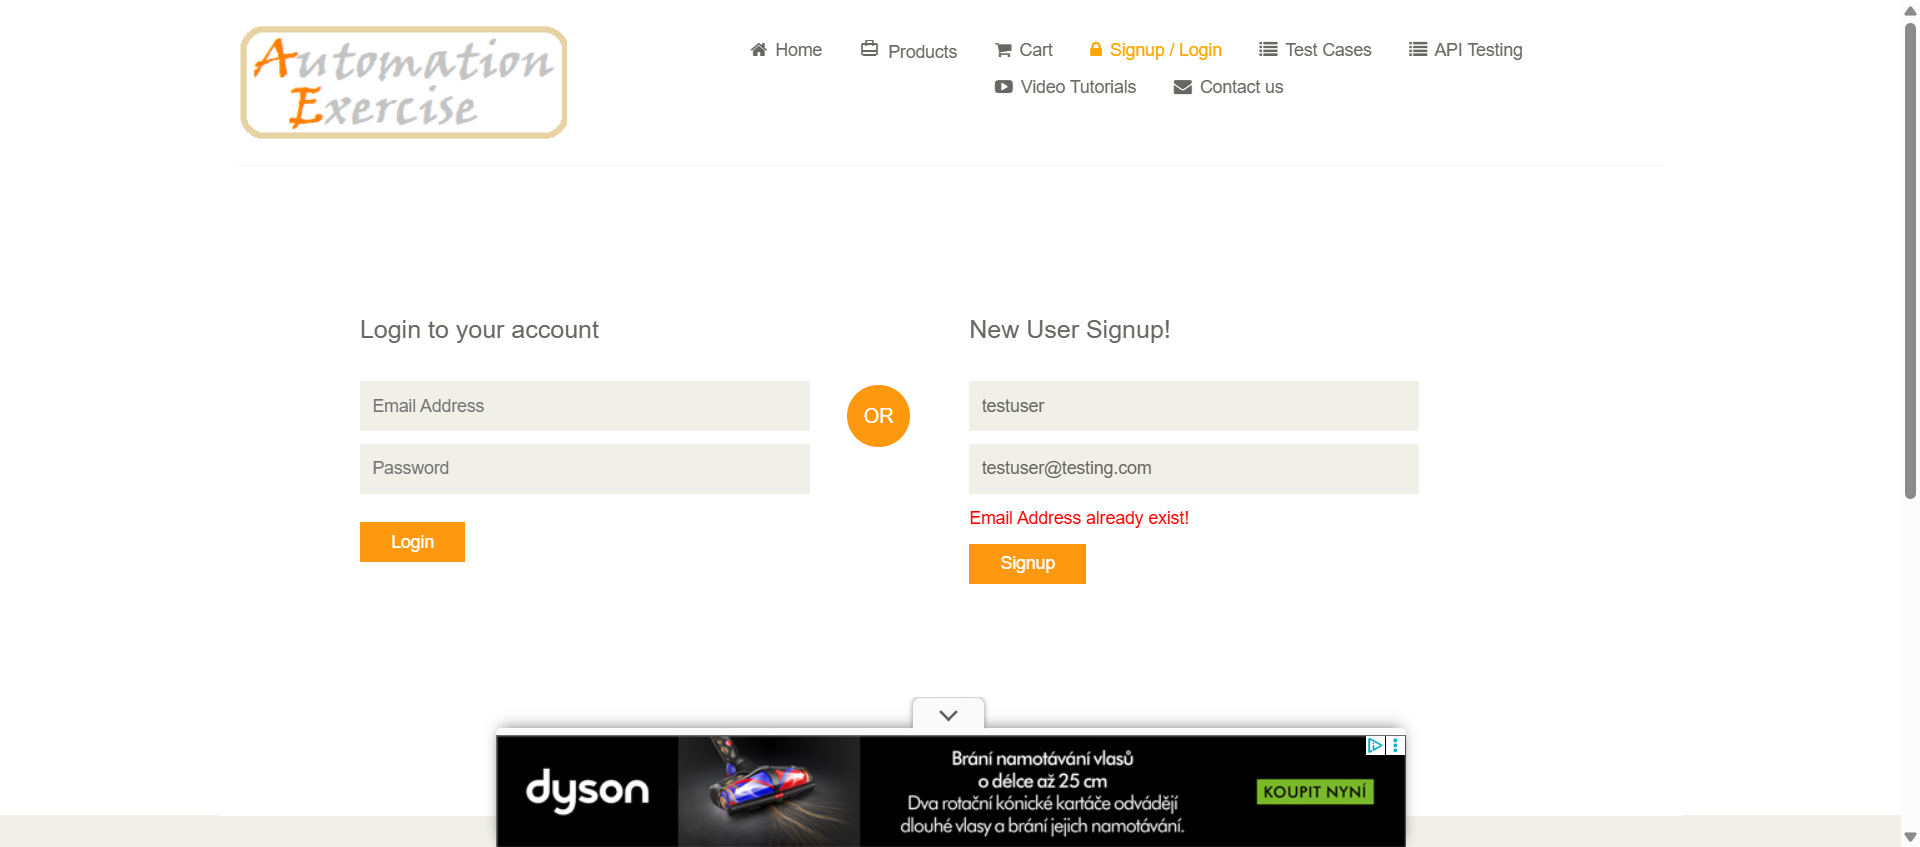 Automation
Exercise
Home
Products
Cart
Signup / Login
Test Cases
API Testing
Video Tutorials
Contact us
Login to your account
Email Address
Password
Login
OR
New User Signup!
testuser
testuser@testing.com
Email Address already exist!
Signup
dyson
Brání namotávání vlasů
o délce až 25 cm
Dva rotační kónické kartáče odvádějí
dlouhé vlasy a brání jejich namotávání.
KOUPIT NYNÍ